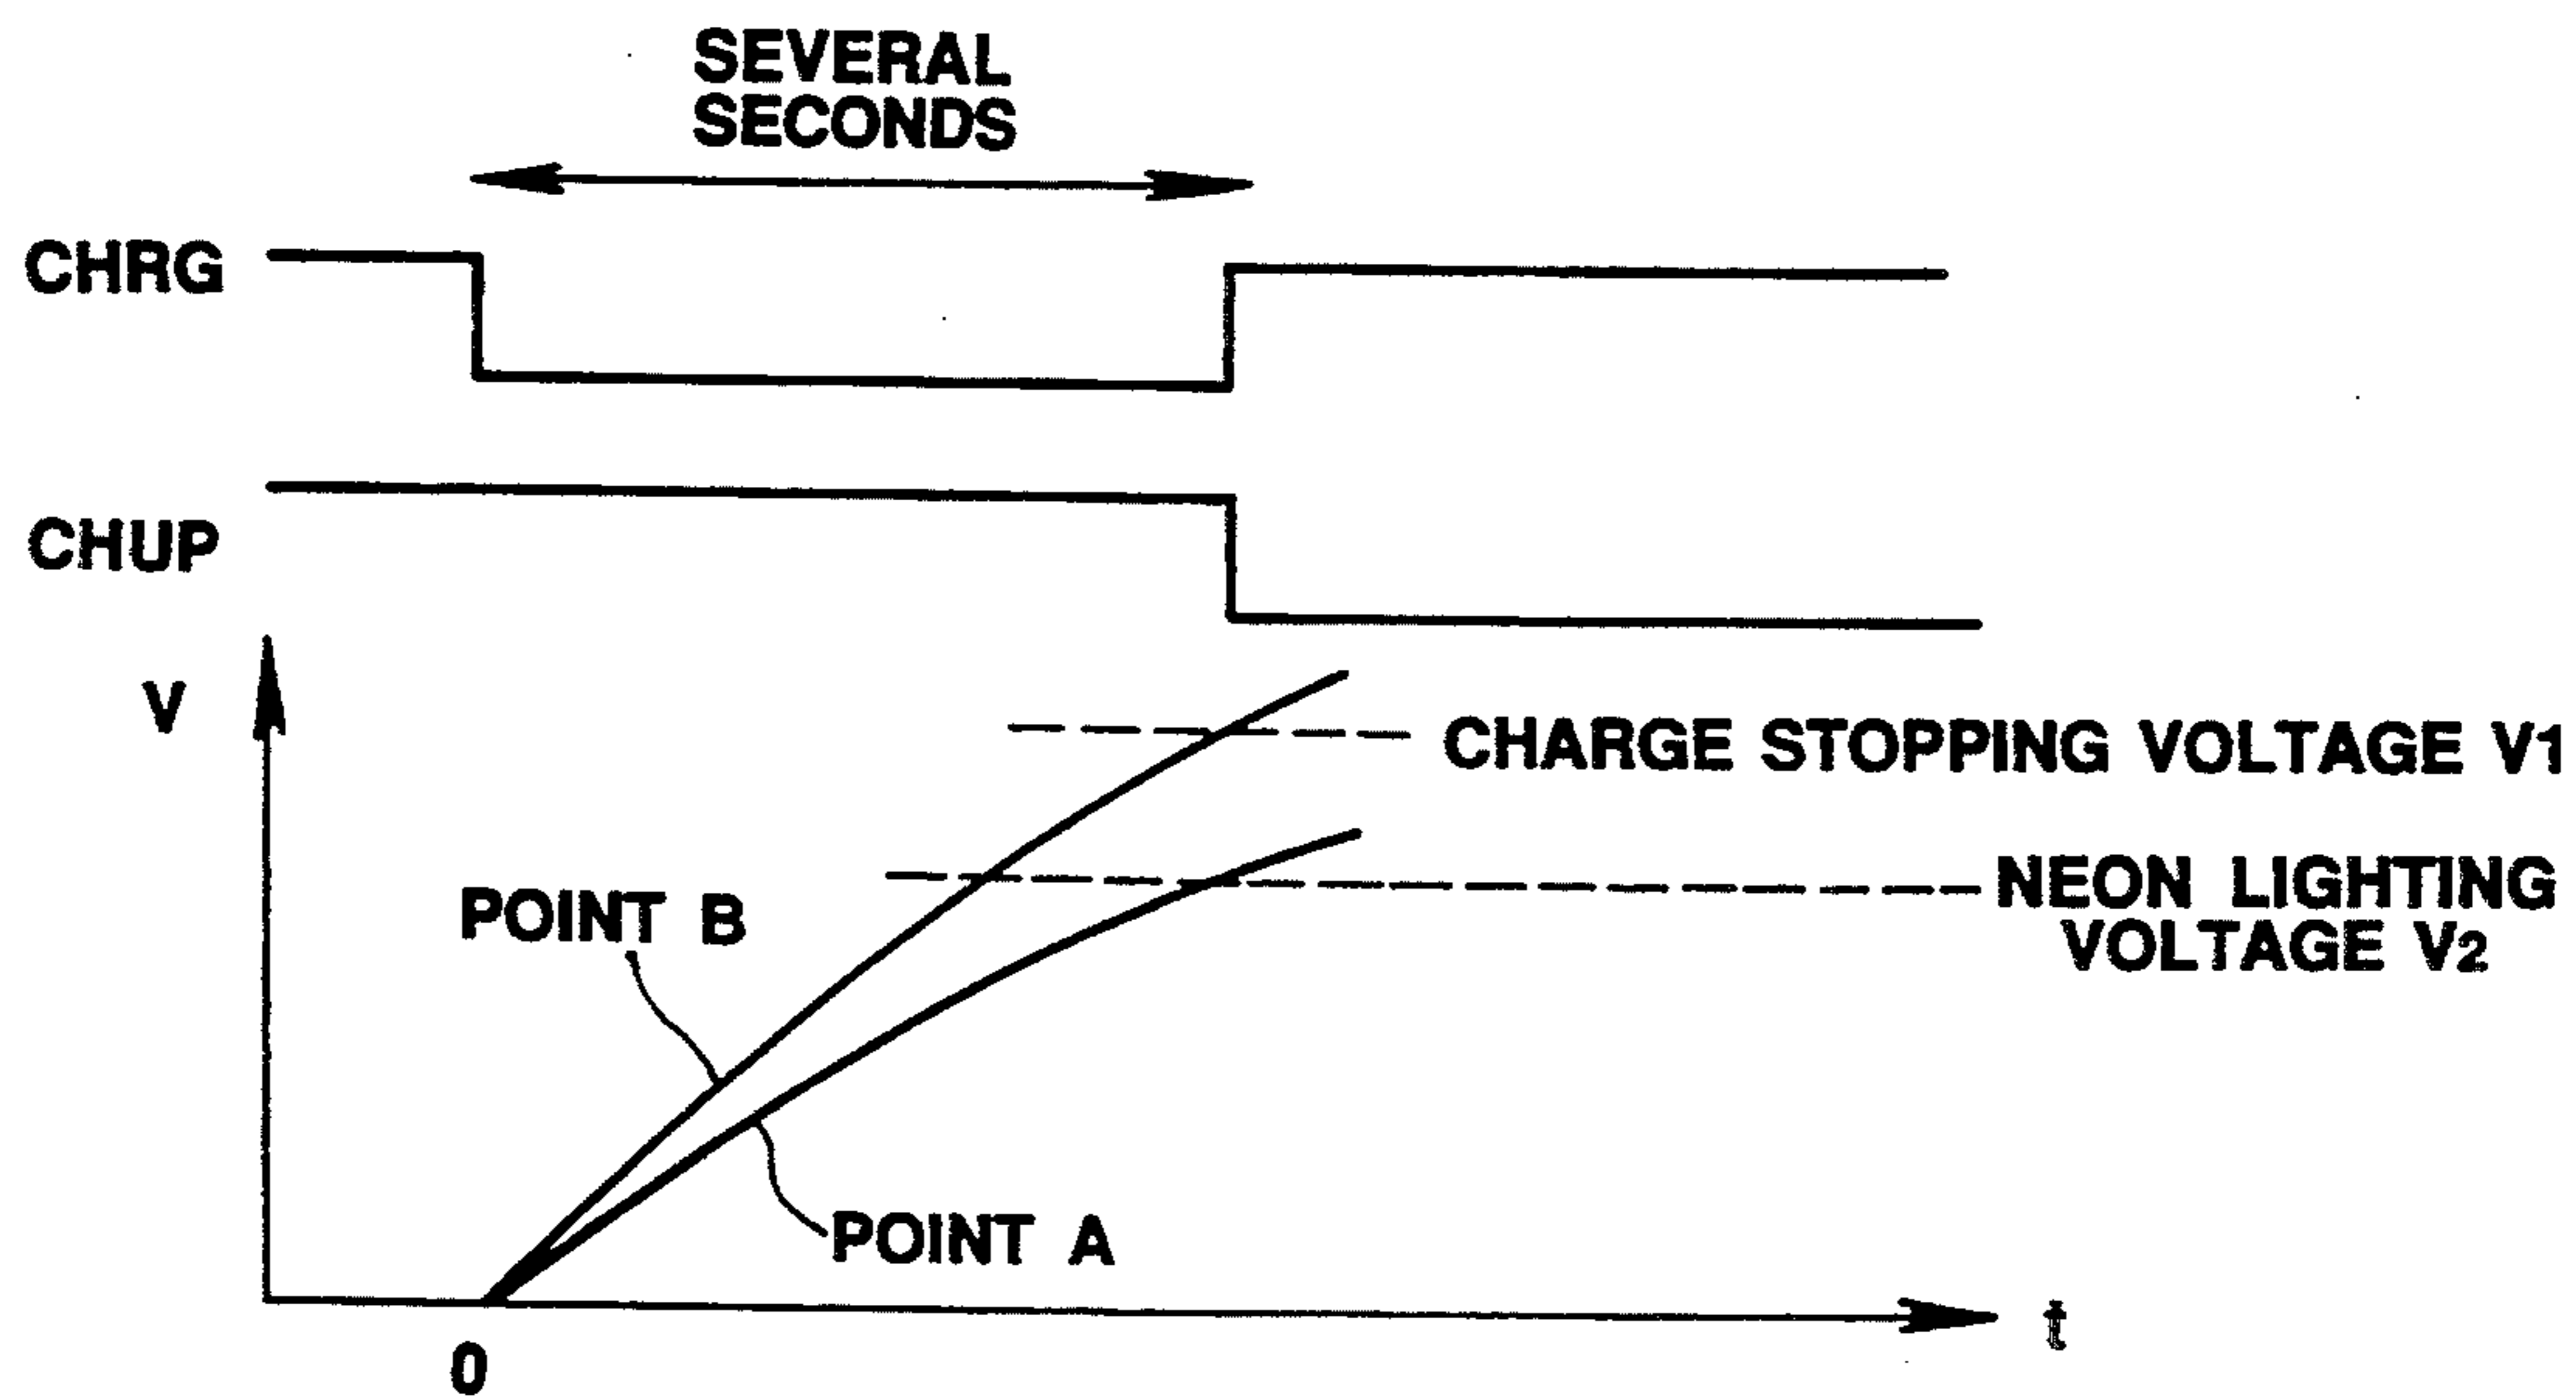 SEVERAL
SECONDS
CHRG
CHUP
V
CHARGE STOPPING VOLTAGE V1
NEON LIGHTING
VOLTAGE V2
POINT B
POINT A
t
0